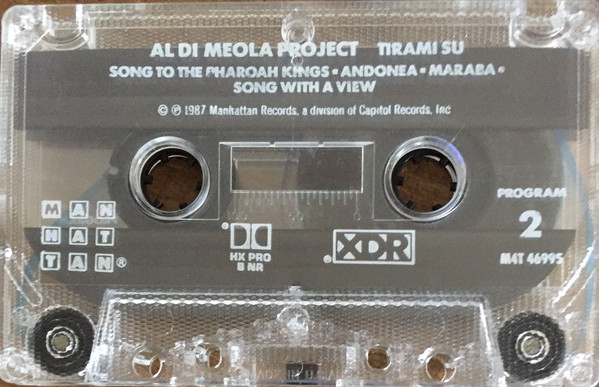 AL DI MEOLA PROJECT TIRAMI SU
SONG TO THE PHAROAH KINGS • ANDONEA • MARABA •
SONG WITH A VIEW
© ℗ 1987 Manhattan Records, a division of Capitol Records, Inc
MAN
HAT
TAN®
HX PRO
B NR
XDR
PROGRAM
2
M4T 46995